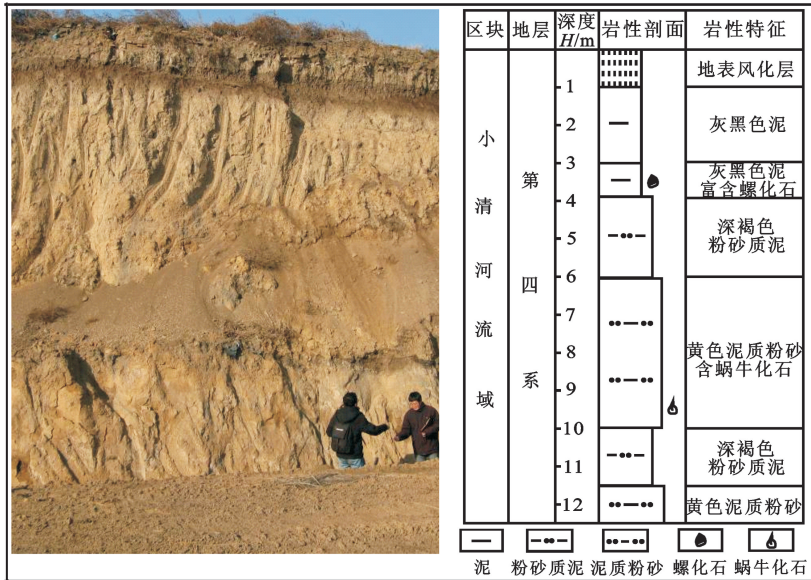 区块 地层 深度 岩性剖面 岩性特征
H/m
地表风化层
1
2 灰黑色泥
3
灰黑色泥
富含螺化石
4
深褐色
5 粉砂质泥
6
7
8 黄色泥质粉砂
含蜗牛化石
9
10
深褐色
11 粉砂质泥
12 黄色泥质粉砂
小清河流域
第四系
泥 粉砂质泥 泥质粉砂 螺化石 蜗牛化石